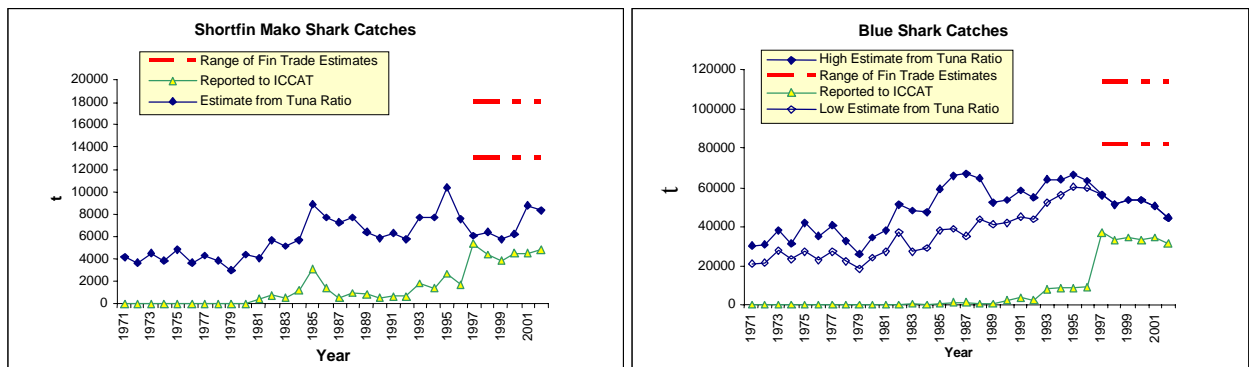 Shortfin Mako Shark Catches
Range of Fin Trade Estimates
Reported to ICCAT
Estimate from Tuna Ratio
20000
18000
16000
14000
12000
10000
8000
6000
4000
2000
0
t
1971 1973 1975 1977 1979 1981 1983 1985 1987 1989 1991 1993 1995 1997 1999 2001
Year
Blue Shark Catches
High Estimate from Tuna Ratio
Range of Fin Trade Estimates
Reported to ICCAT
Low Estimate from Tuna Ratio
120000
100000
80000
60000
40000
20000
0
t
1971 1973 1975 1977 1979 1981 1983 1985 1987 1989 1991 1993 1995 1997 1999 2001
Year